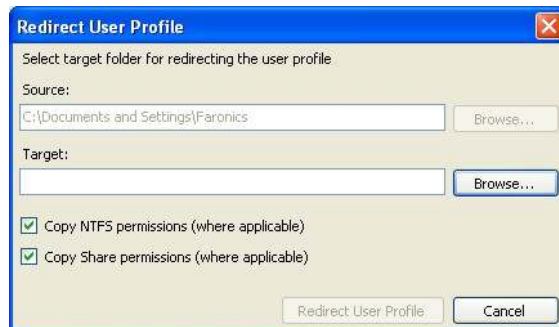 Redirect User Profile
Select target folder for redirecting the user profile
Source:
C:\Documents and Settings\Faronics
Browse...
Target:
Browse...
Copy NTFS permissions (where applicable)
Copy Share permissions (where applicable)
Redirect User Profile
Cancel